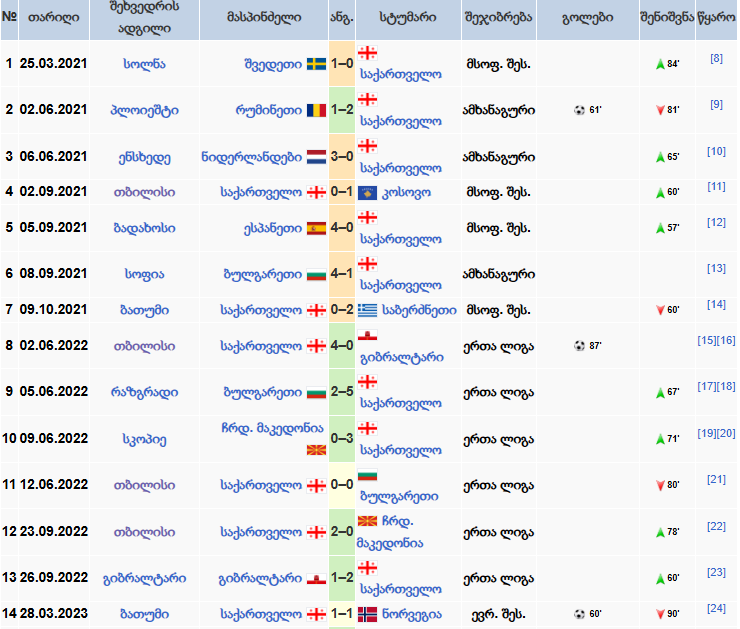 № თარიღი შეხვედრის ადგილი მასპინძელი ანგ. სტუმარი შეჯიბრება გოლები შენიშვნა წყარო
1 25.03.2021 სოლნა შვედეთი 1–0 საქართველო მსოფ. შეს. 84' [8]
2 02.06.2021 პლოიეშტი რუმინეთი 1–2 საქართველო ამხანაგური 61' 81' [9]
3 06.06.2021 ენსხედე ნიდერლანდები 3–0 საქართველო ამხანაგური 65' [10]
4 02.09.2021 თბილისი საქართველო 0–1 კოსოვო მსოფ. შეს. 60' [11]
5 05.09.2021 ბადახოსი ესპანეთი 4–0 საქართველო მსოფ. შეს. 57' [12]
6 08.09.2021 სოფია ბულგარეთი 4–1 საქართველო ამხანაგური [13]
7 09.10.2021 ბათუმი საქართველო 0–2 საბერძნეთი მსოფ. შეს. 60' [14]
8 02.06.2022 თბილისი საქართველო 4–0 გიბრალტარი ერთა ლიგა 87' [15][16]
9 05.06.2022 რაზგრადი ბულგარეთი 2–5 საქართველო ერთა ლიგა 67' [17][18]
10 09.06.2022 სკოპიე ჩრდ. მაკედონია 0–3 საქართველო ერთა ლიგა 71' [19][20]
11 12.06.2022 თბილისი საქართველო 0–0 ბულგარეთი ერთა ლიგა 80' [21]
12 23.09.2022 თბილისი საქართველო 2–0 ჩრდ. მაკედონია ერთა ლიგა 78' [22]
13 26.09.2022 გიბრალტარი გიბრალტარი 1–2 საქართველო ერთა ლიგა 60' [23]
14 28.03.2023 ბათუმი საქართველო 1–1 ნორვეგია ევრ. შეს. 60' 90' [24]